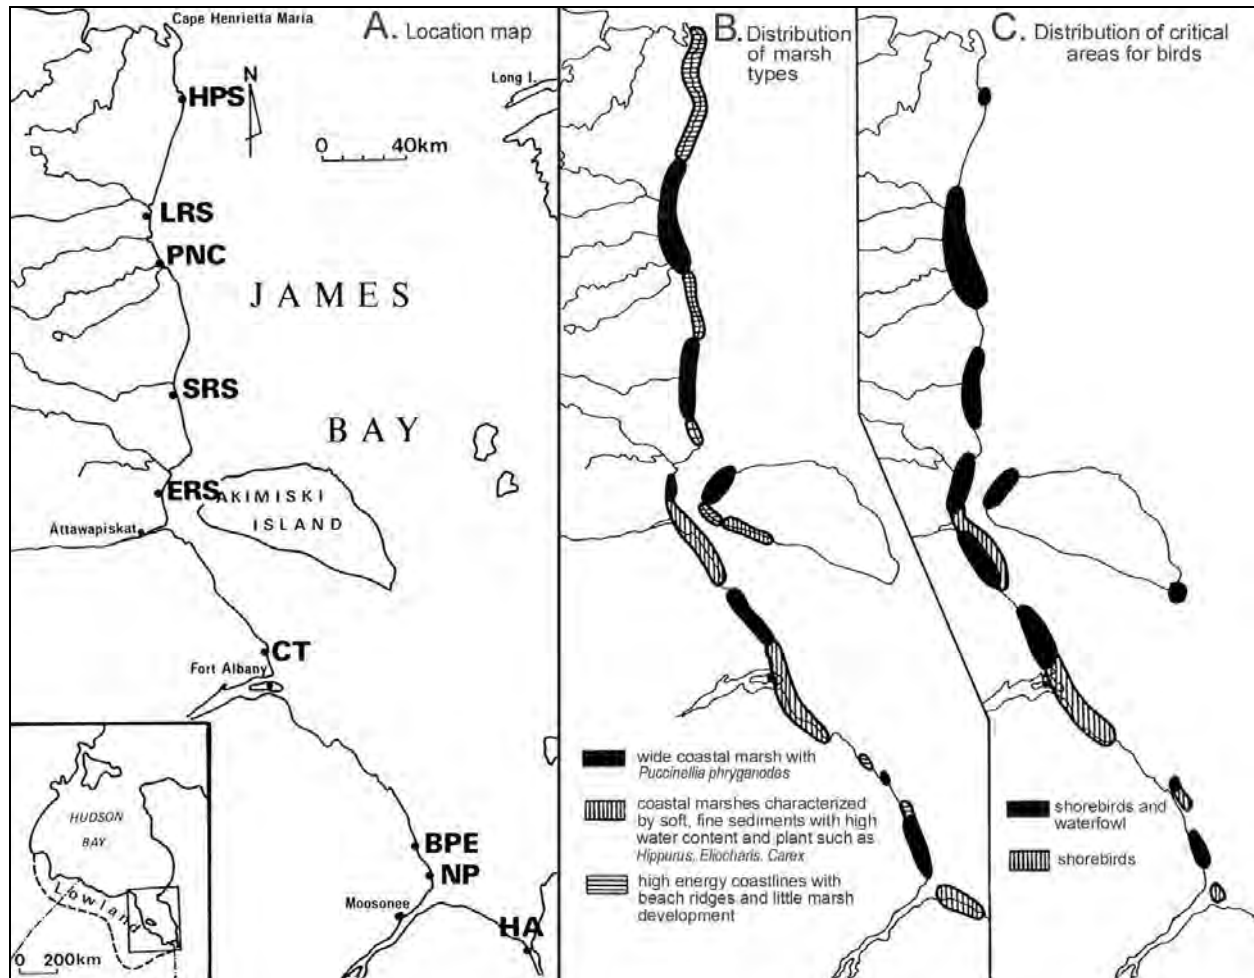 Cape Henrietta Maria
A. Location map
N
HPS
0 40km
Long I.
LRS
PNC
JAMES
BAY
SRS
ERS
AKIMISKI
ISLAND
Attawapiskat
CT
Fort Albany
BPE
NP
Moosonee
HA
HUDSON
BAY
Lowland
0 200km
B. Distribution
of marsh
types
wide coastal marsh with
Puccinellia phryganodes
coastal marshes characterized
by soft, fine sediments with high
water content and plant such as
Hippurus, Eliocharis, Carex
high energy coastlines with
beach ridges and little marsh
development
C. Distribution of critical
areas for birds
shorebirds and
waterfowl
shorebirds